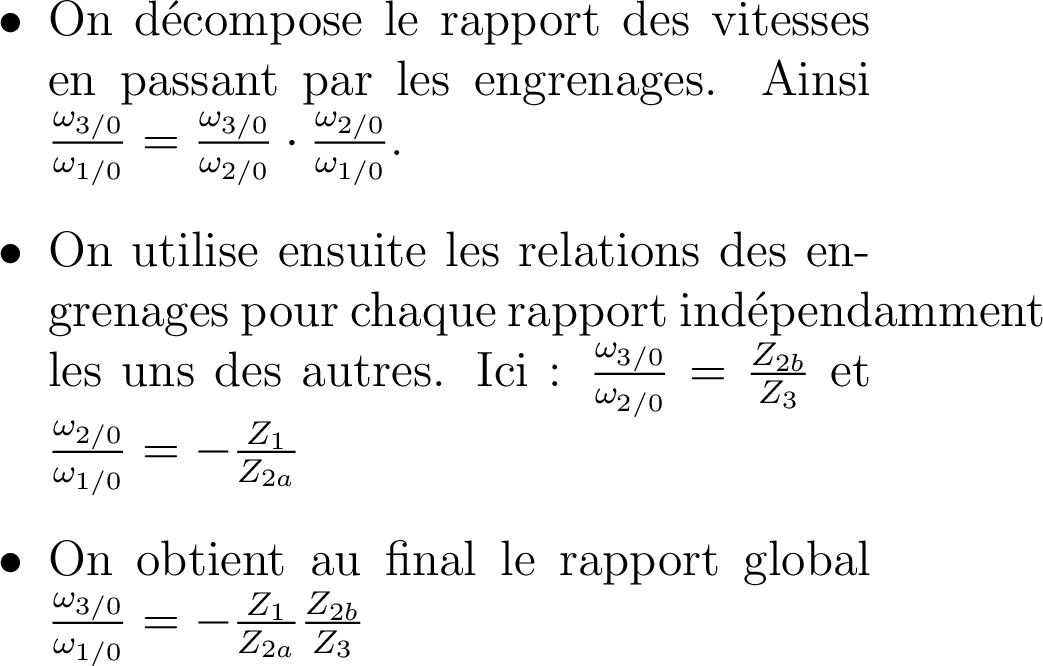 • On décompose le rapport des vitesses
en passant par les engrenages. Ainsi
$\frac{\omega_{3/0}}{\omega_{1/0}} = \frac{\omega_{3/0}}{\omega_{2/0}} \cdot \frac{\omega_{2/0}}{\omega_{1/0}}$.
• On utilise ensuite les relations des en-
grenages pour chaque rapport indépendamment
les uns des autres. Ici : $\frac{\omega_{3/0}}{\omega_{2/0}} = \frac{Z_{2b}}{Z_3}$ et
$\frac{\omega_{2/0}}{\omega_{1/0}} = -\frac{Z_1}{Z_{2a}}$
• On obtient au final le rapport global
$\frac{\omega_{3/0}}{\omega_{1/0}} = -\frac{Z_1}{Z_{2a}} \frac{Z_{2b}}{Z_3}$